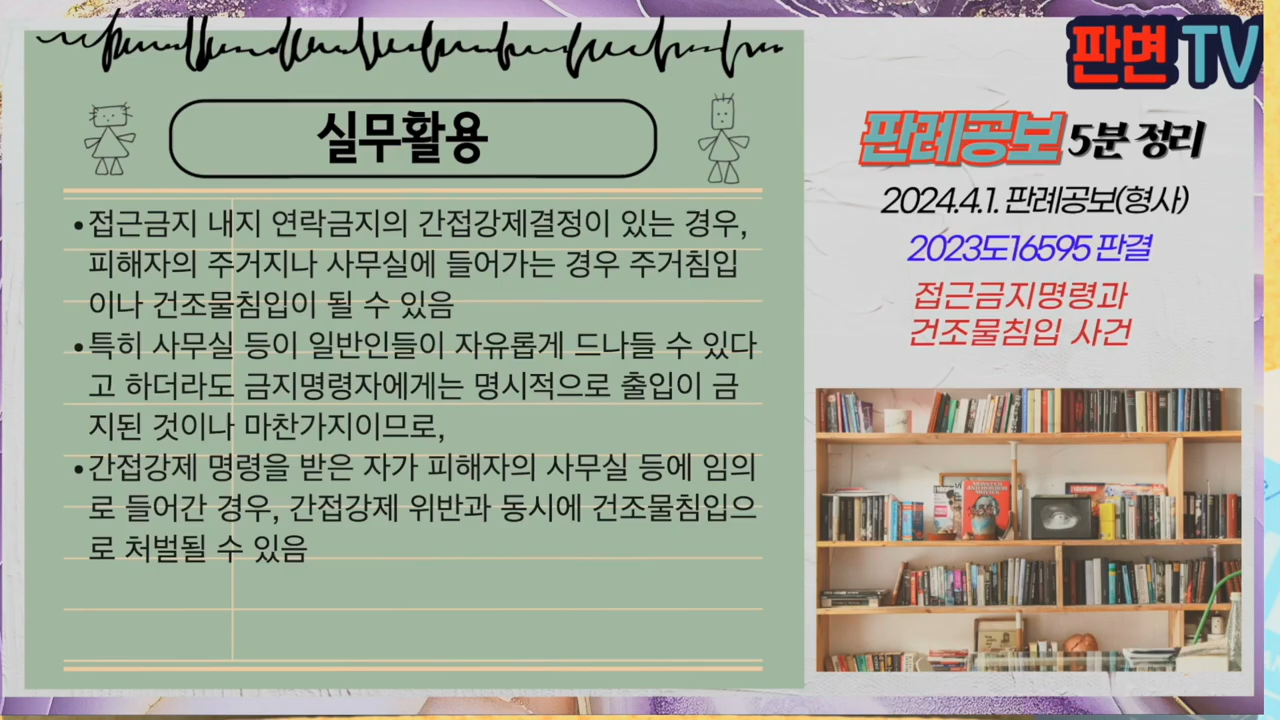 판변 TV
실무활용
•접근금지 내지 연락금지의 간접강제결정이 있는 경우,
피해자의 주거지나 사무실에 들어가는 경우 주거침입
이나 건조물침입이 될 수 있음
•특히 사무실 등이 일반인들이 자유롭게 드나들 수 있다
고 하더라도 금지명령자에게는 명시적으로 출입이 금
지된 것이나 마찬가지이므로,
•간접강제 명령을 받은 자가 피해자의 사무실 등에 임의
로 들어간 경우, 간접강제 위반과 동시에 건조물침입으
로 처벌될 수 있음
판례공보 5분 정리
2024.4.1. 판례공보(형사)
2023도16595 판결
접근금지명령과
건조물침입 사건